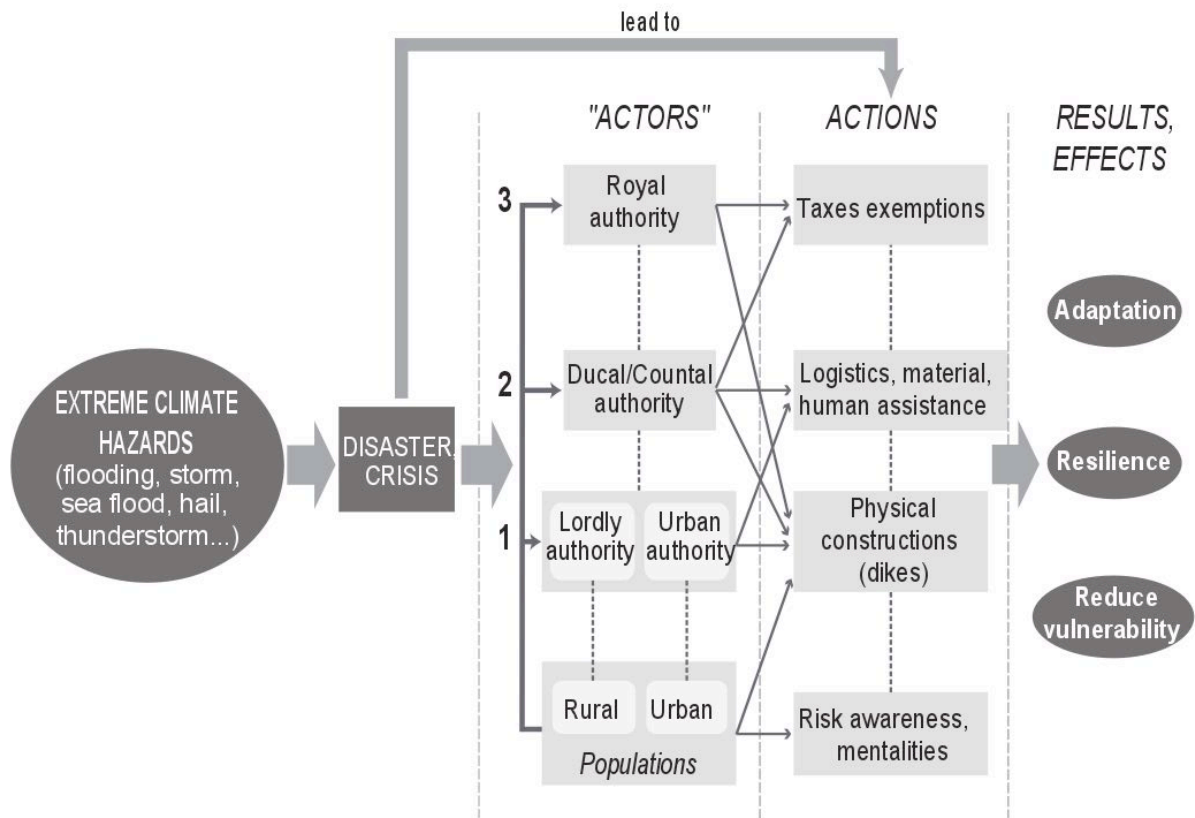 lead to
"ACTORS"
ACTIONS
RESULTS,
EFFECTS
EXTREME CLIMATE
HAZARDS
(flooding, storm,
sea flood, hail,
thunderstorm...)
DISASTER,
CRISIS
3
Royal
authority
2
Ducal/Countal
authority
1
Lordly
authority
Urban
authority
Rural
Urban
Populations
Taxes exemptions
Logistics, material,
human assistance
Physical
constructions
(dikes)
Risk awareness,
mentalities
Adaptation
Resilience
Reduce
vulnerability